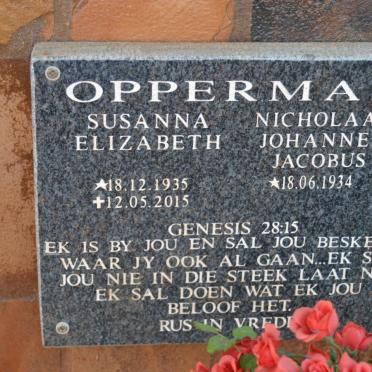 OPPERMA
SUSANNA ELIZABETH
NICHOLAA JOHANNE JACOBUS
★18.12.1935
✝12.05.2015
★18.06.1934
GENESIS 28:15
EK IS BY JOU EN SAL JOU BESKE
WAAR JY OOK AL GAAN...EK S
JOU NIE IN DIE STEEK LAAT N
EK SAL DOEN WAT EK JOU
BELOOF HET.
RUS IN VREDE